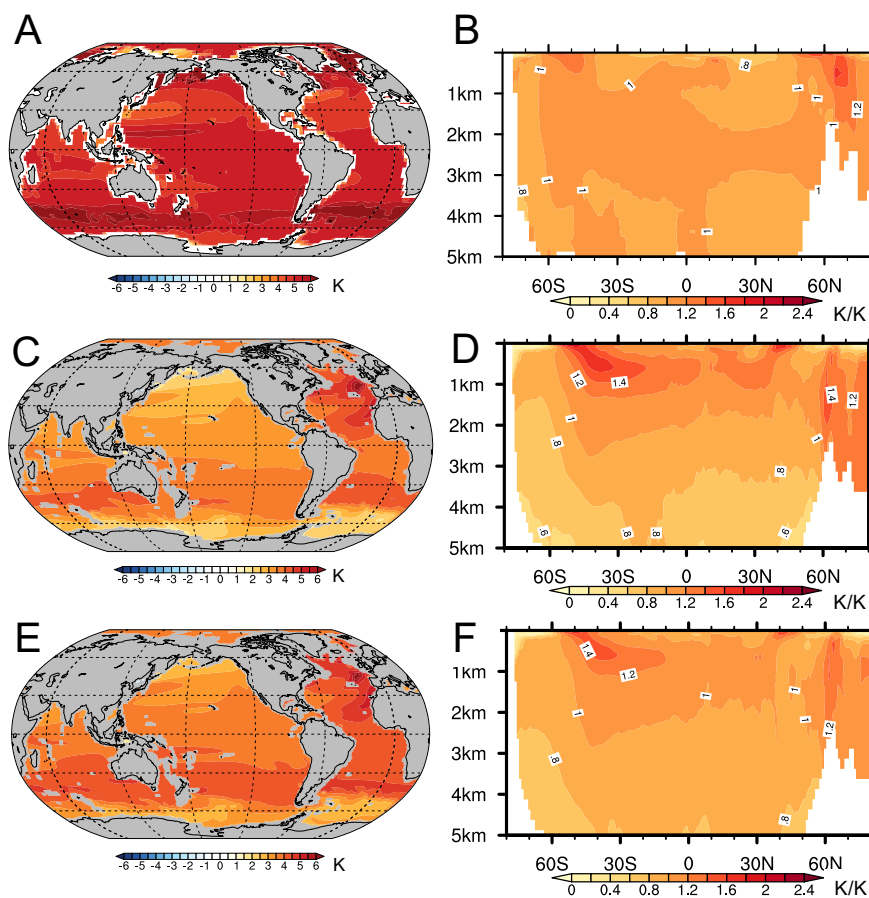 A
-6 -5 -4 -3 -2 -1 0 1 2 3 4 5 6 K
B
1 .8 1 1 1 1.2
1 1
1 1
.8 1 1
1km
2km
3km
4km
5km
60S 30S 0 30N 60N
0 0.4 0.8 1.2 1.6 2 2.4 K/K
C
-6 -5 -4 -3 -2 -1 0 1 2 3 4 5 6 K
D
1.2 1.4 1.4 1.2
1 1
.8 .8
.6 .8 .8 .6
1km
2km
3km
4km
5km
60S 30S 0 30N 60N
0 0.4 0.8 1.2 1.6 2 2.4 K/K
E
-6 -5 -4 -3 -2 -1 0 1 2 3 4 5 6 K
F
1.4 1.2 1 1
1 1 1.2
.8 .8
1km
2km
3km
4km
5km
60S 30S 0 30N 60N
0 0.4 0.8 1.2 1.6 2 2.4 K/K